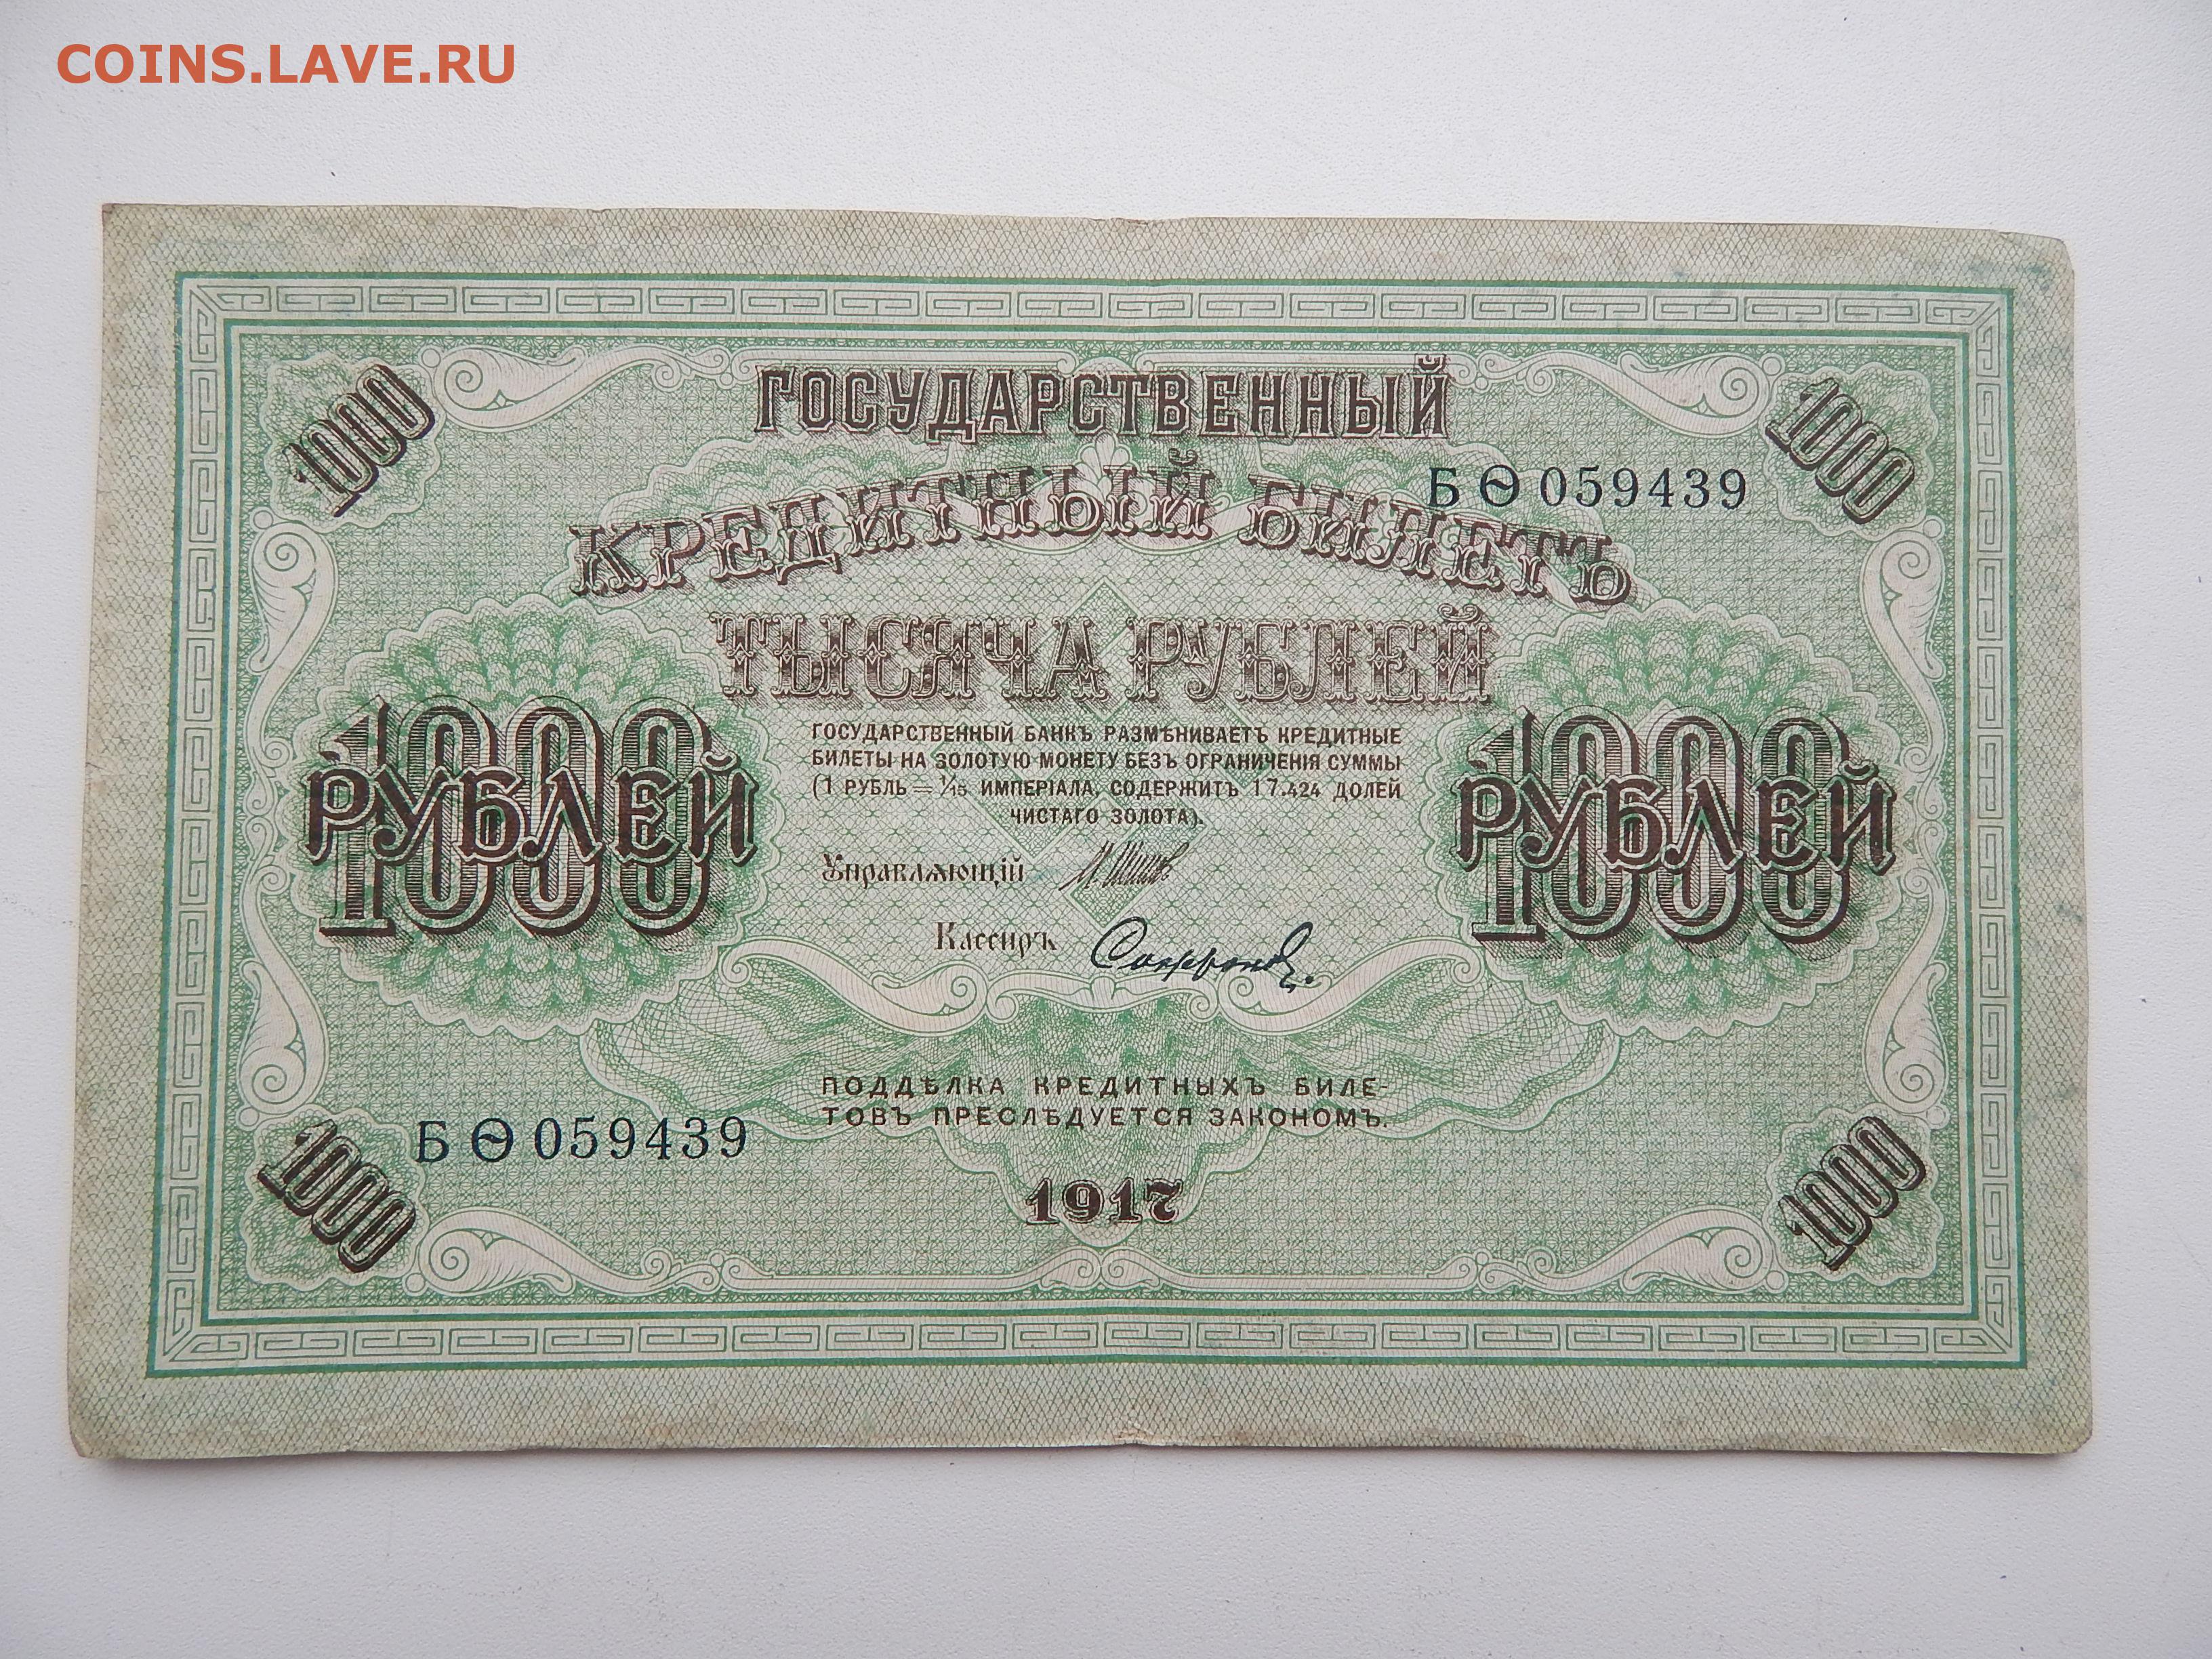 COINS.LAVE.RU
1000
1000
ГОСУДАРСТВЕННЫЙ
КРЕДИТНЫЙ БИЛЕТЪ
БѲ 059439
ТЫСЯЧА РУБЛЕЙ
1000
РУБЛЕЙ
1000
РУБЛЕЙ
ГОСУДАРСТВЕННЫЙ БАНКЪ РАЗМѢНИВАЕТЪ КРЕДИТНЫЕ
БИЛЕТЫ НА ЗОЛОТУЮ МОНЕТУ БЕЗЪ ОГРАНИЧЕНІЯ СУММЫ
(1 РУБЛЬ = 1/15 ИМПЕРІАЛА, СОДЕРЖИТЪ 17.424 ДОЛЕЙ
ЧИСТАГО ЗОЛОТА).
Управляющій
Кассиръ
ПОДДѢЛКА КРЕДИТНЫХЪ БИЛЕ-
ТОВЪ ПРЕСЛѢДУЕТСЯ ЗАКОНОМЪ.
БѲ 059439
1917
1000
1000